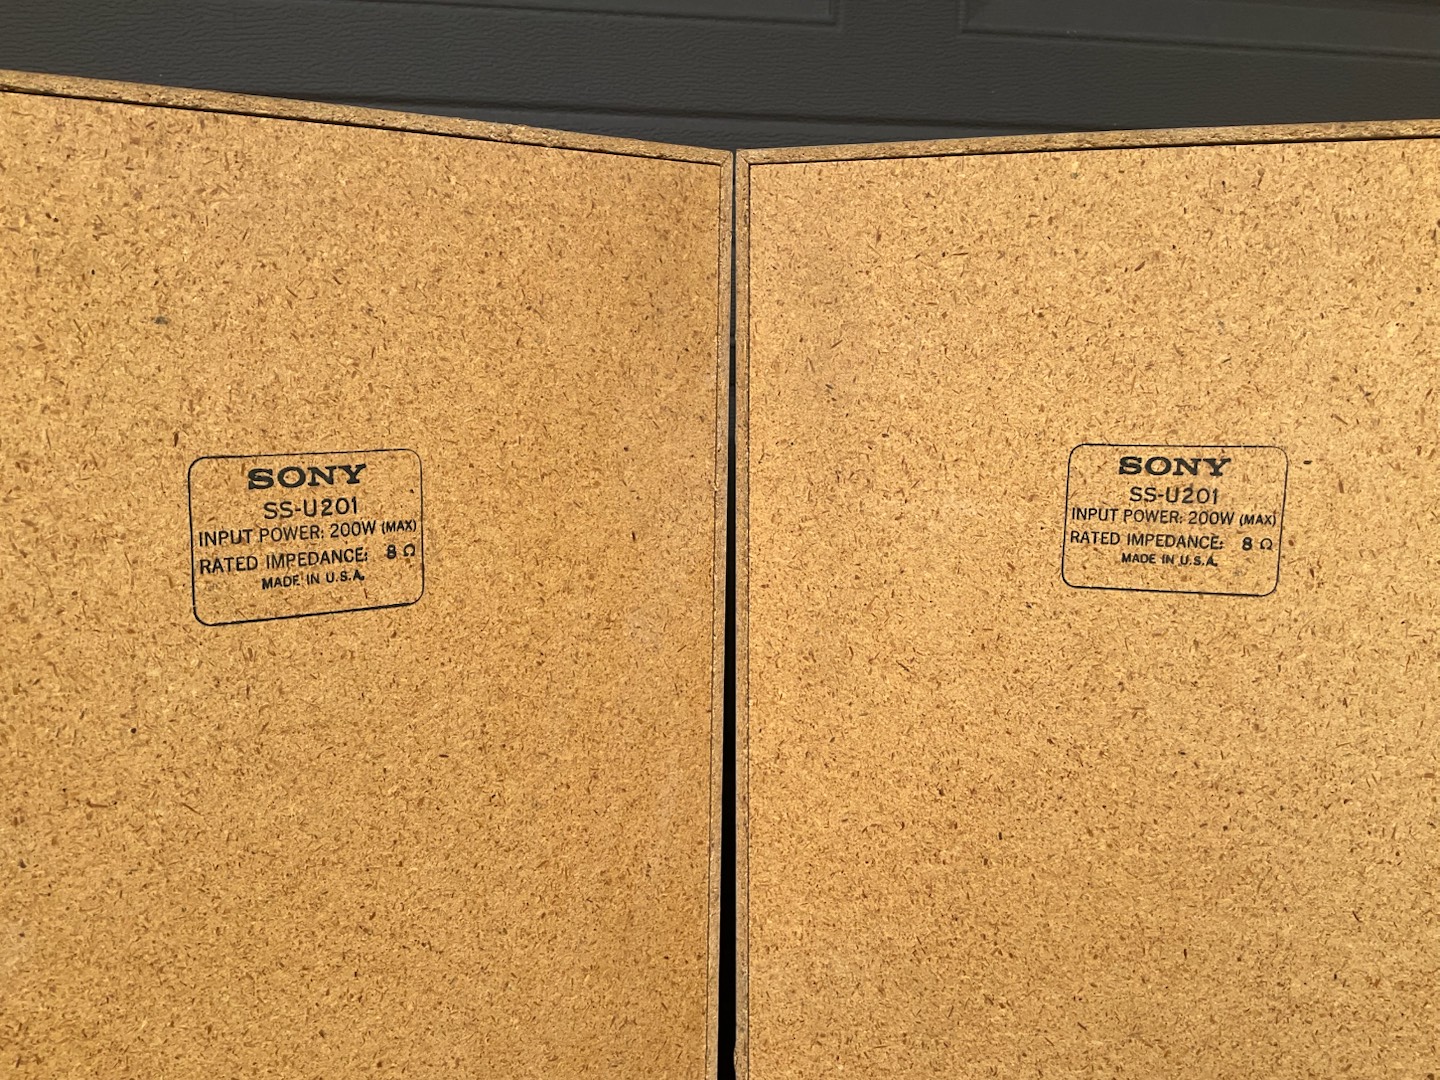 SONY
SS-U201
INPUT POWER: 200W (MAX)
RATED IMPEDANCE: 8 Ω
MADE IN U.S.A.
SONY
SS-U201
INPUT POWER: 200W (MAX)
RATED IMPEDANCE: 8 Ω
MADE IN U.S.A.